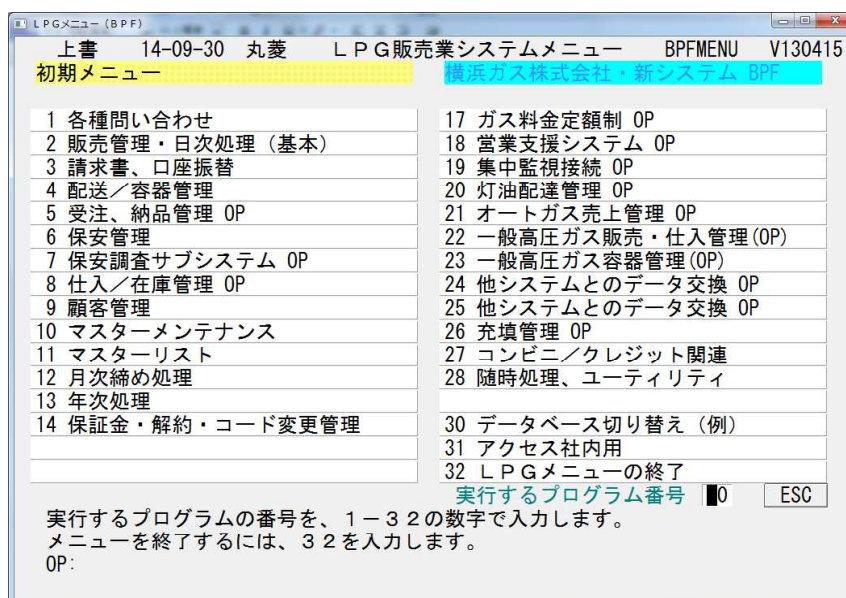 LPGメニュー(BPF)
上書 14-09-30 丸菱 LPG販売業システムメニュー BPFMENU V130415
初期メニュー 横浜ガス株式会社・新システム BPF
1 各種問い合わせ
2 販売管理・日次処理(基本)
3 請求書、口座振替
4 配送/容器管理
5 受注、納品管理 OP
6 保安管理
7 保安調査サブシステム OP
8 仕入/在庫管理 OP
9 顧客管理
10 マスターメンテナンス
11 マスターリスト
12 月次締め処理
13 年次処理
14 保証金・解約・コード変更管理
17 ガス料金定額制 OP
18 営業支援システム OP
19 集中監視接続 OP
20 灯油配達管理 OP
21 オートガス売上管理 OP
22 一般高圧ガス販売・仕入管理(OP)
23 一般高圧ガス容器管理(OP)
24 他システムとのデータ交換 OP
25 他システムとのデータ交換 OP
26 充填管理 OP
27 コンビニ/クレジット関連
28 随時処理、ユーティリティ
30 データベース切り替え(例)
31 アクセス社内用
32 LPGメニューの終了
実行するプログラム番号 0 ESC
実行するプログラムの番号を、1-32の数字で入力します。
メニューを終了するには、32を入力します。
OP: